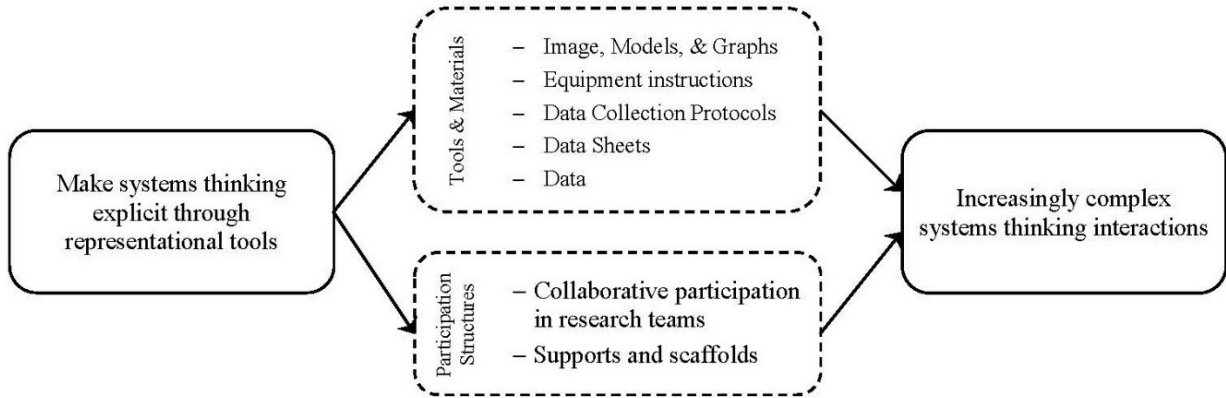 Make systems thinking
explicit through
representational tools
Tools & Materials
– Image, Models, & Graphs
– Equipment instructions
– Data Collection Protocols
– Data Sheets
– Data
Participation
Structures
– Collaborative participation
in research teams
– Supports and scaffolds
Increasingly complex
systems thinking interactions